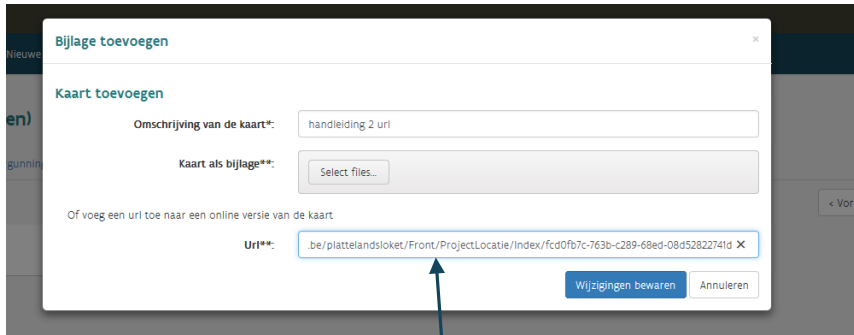 Bijlage toevoegen
×
Nieuwe
Kaart toevoegen
en)
Omschrijving van de kaart*: handleiding 2 url
gunning
Kaart als bijlage**: Select files...
< Vor
Of voeg een url toe naar een online versie van de kaart
Url**: .be/plattelandsloket/Front/ProjectLocatie/Index/fcd0fb7c-763b-c289-68ed-08d52822741d ×
Wijzigingen bewaren Annuleren